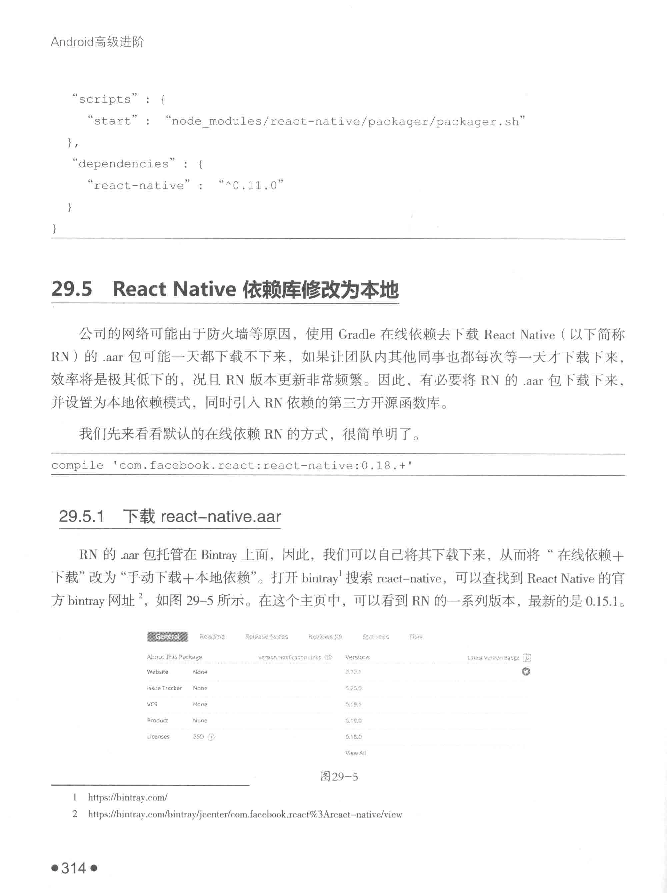 Android高级进阶
“scripts” : {
“start” : “node_modules/react-native/packager/packager.sh”
},
“dependencies” : {
“react-native” : “^0.11.0”
}
}
29.5 React Native 依赖库修改为本地
公司的网络可能由于防火墙等原因，使用 Gradle 在线依赖去下载 React Native（以下简称
RN）的 .aar 包可能一天都下载不下来，如果让团队内其他同事也都每次等一天才下载下来，
效率将是极其低下的，况且 RN 版本更新非常频繁。因此，有必要将 RN 的 .aar 包下载下来，
并设置为本地依赖模式，同时引入 RN 依赖的第三方开源函数库。
我们先来看看默认的在线依赖 RN 的方式，很简单明了。
compile 'com.facebook.react:react-native:0.18.+'
29.5.1 下载 react-native.aar
RN 的 .aar 包托管在 Bintray 上面，因此，我们可以自己将其下载下来，从而将“在线依赖+
下载”改为“手动下载+本地依赖”。打开 bintray1 搜索 react-native，可以查找到 React Native 的官
方 bintray 网址 2，如图 29-5 所示。在这个主页中，可以看到 RN 的一系列版本，最新的是 0.15.1。
General Readme Release Notes Reviews (0) Statistics
About This Package Versions
Website None
Issue Tracker None 0.20.0
VCS None 0.19.1
Product None 0.19.0
Licenses BSD 0.18.0
View All
图29-5
1 https://bintray.com/
2 https://bintray.com/bintray/jcenter/com.facebook.react%3Areact-native/view
●314●